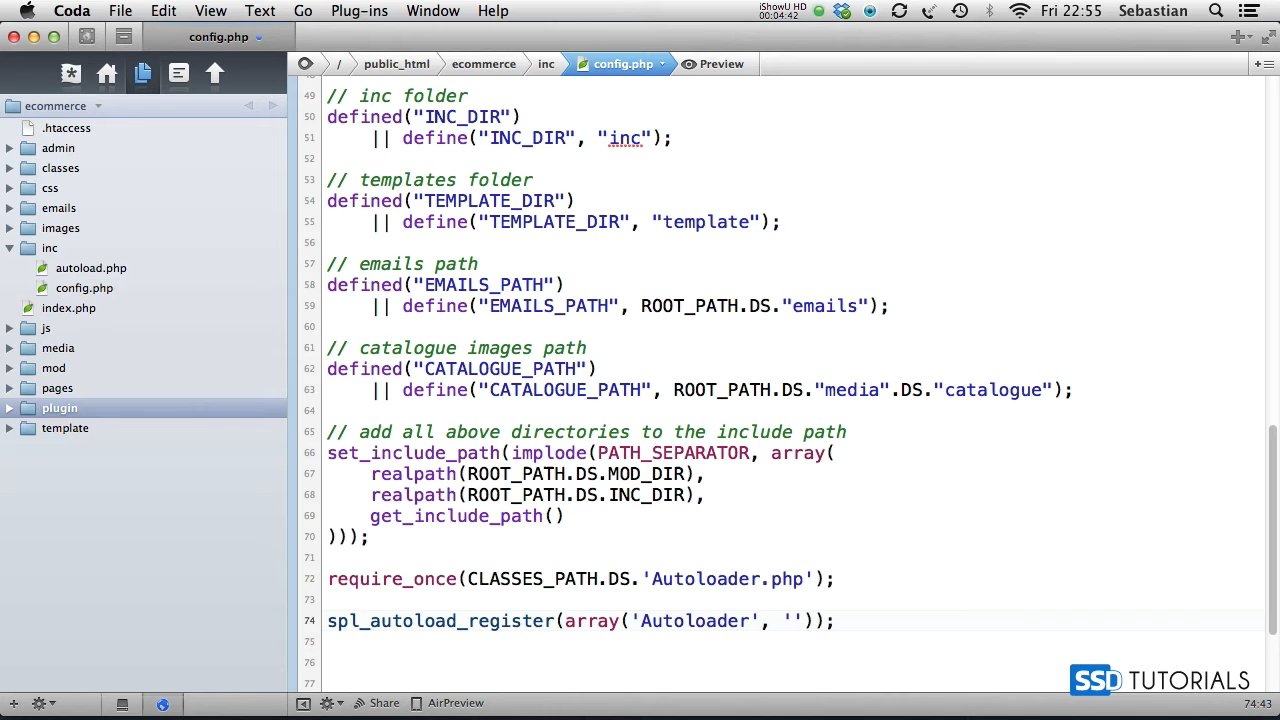 Coda File Edit View Text Go Plug-ins Window Help iShowU HD 00:04:42 Fri 22:55 Sebastian
config.php
/ public_html ecommerce inc config.php Preview
ecommerce
.htaccess
admin
classes
css
emails
images
inc
autoload.php
config.php
index.php
js
media
mod
pages
plugin
template
49 // inc folder
50 defined("INC_DIR")
51 || define("INC_DIR", "inc");
52
53 // templates folder
54 defined("TEMPLATE_DIR")
55 || define("TEMPLATE_DIR", "template");
56
57 // emails path
58 defined("EMAILS_PATH")
59 || define("EMAILS_PATH", ROOT_PATH.DS."emails");
60
61 // catalogue images path
62 defined("CATALOGUE_PATH")
63 || define("CATALOGUE_PATH", ROOT_PATH.DS."media".DS."catalogue");
64
65 // add all above directories to the include path
66 set_include_path(implode(PATH_SEPARATOR, array(
67 realpath(ROOT_PATH.DS.MOD_DIR),
68 realpath(ROOT_PATH.DS.INC_DIR),
69 get_include_path()
70 )));
71
72 require_once(CLASSES_PATH.DS.'Autoloader.php');
73
74 spl_autoload_register(array('Autoloader', ''));
75
76
77
SSD TUTORIALS
Share AirPreview 74:43